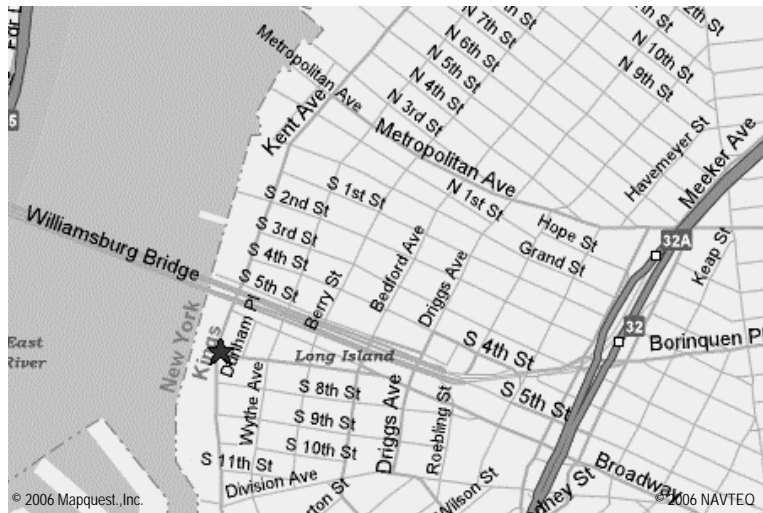 2th St
N 7th St
N 6th St
N 5th St
N 4th St
N 3rd St
N 10th St
N 9th St
Metropolitan Ave
Kent Ave
Metropolitan Ave
Havemeyer St
Meeker Ave
S 1st St
N 1st St
S 2nd St
S 3rd St
S 4th St
S 5th St
Hope St
Grand St
32A
Keap St
Williamsburg Bridge
Berry St
Bedford Ave
Driggs Ave
New York
Kings
Dunham Pl
East
River
Long Island
S 4th St
32
Borinquen Pl
S 5th St
Wythe Ave
S 8th St
S 9th St
S 10th St
S 11th St
Driggs Ave
Roebling St
Division Ave
Wilson St
Broadway
© 2006 Mapquest.,Inc.
© 2006 NAVTEQ